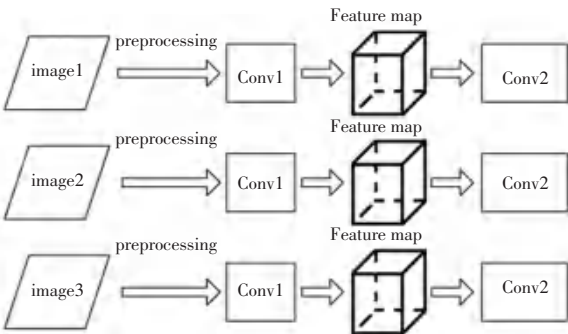 Feature map
preprocessing
image1
Conv1
Conv2
Feature map
preprocessing
image2
Conv1
Conv2
Feature map
preprocessing
image3
Conv1
Conv2